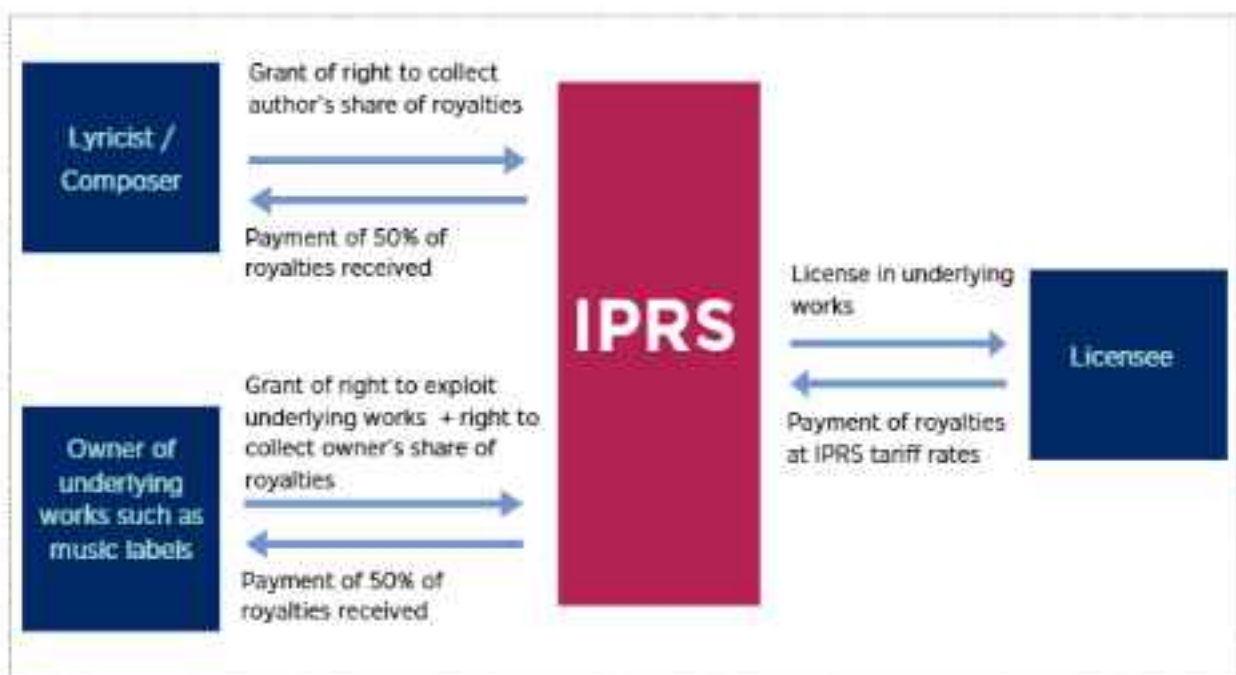 Lyricist /
Composer
Grant of right to collect
author's share of royalties
Payment of 50% of
royalties received
Owner of
underlying
works such as
music labels
Grant of right to exploit
underlying works + right to
collect owner's share of
royalties
Payment of 50% of
royalties received
IPRS
License in underlying
works
Payment of royalties
at IPRS tariff rates
Licensee